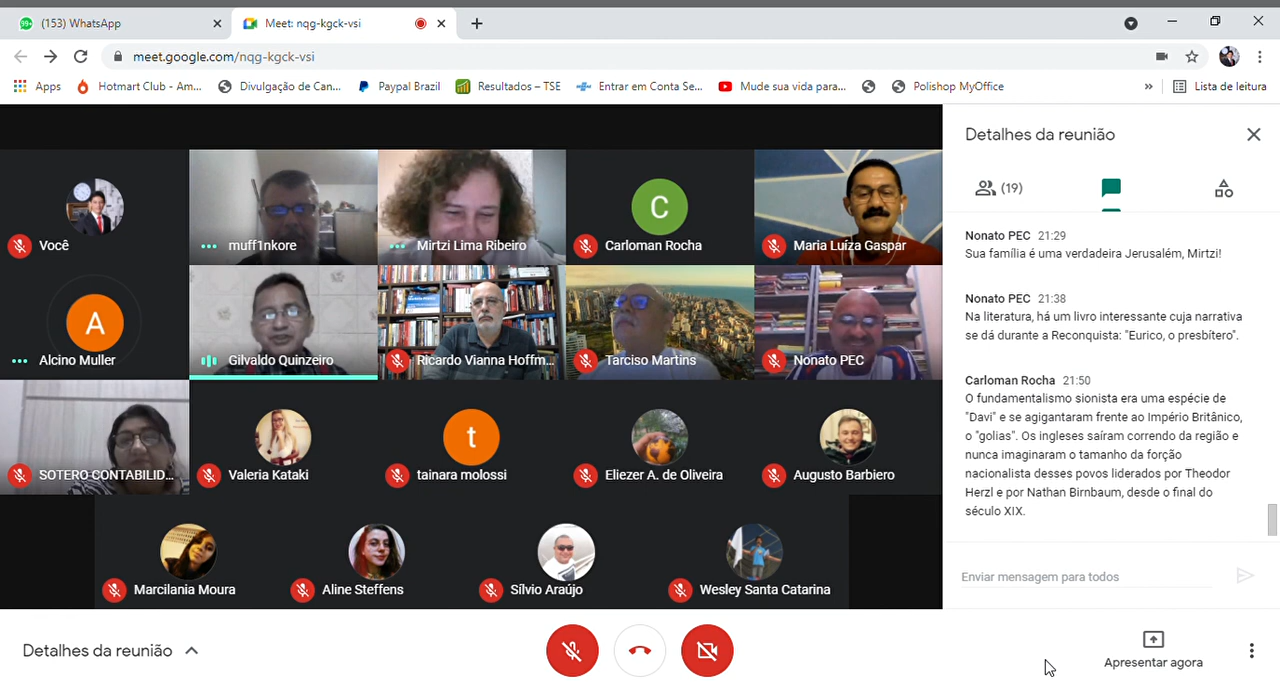 (153) WhatsApp
Meet: nqg-kgck-vsi
meet.google.com/nqg-kgck-vsi
Apps
Hotmart Club - Am...
Divulgação de Can...
Paypal Brazil
Resultados – TSE
Entrar em Conta Se...
Mude sua vida para...
Polishop MyOffice
»
Lista de leitura
Você
muff1nkore
Mirtzi Lima Ribeiro
C
Carloman Rocha
Maria Luíza Gaspar
A
Alcino Muller
Gilvaldo Quinzeiro
Ricardo Vianna Hoffm...
Tarciso Martins
Nonato PEC
SOTERO CONTABILID...
Valeria Kataki
t
tainara molossi
Eliezer A. de Oliveira
Augusto Barbiero
Marcilania Moura
Aline Steffens
Sílvio Araújo
Wesley Santa Catarina
Detalhes da reunião
(19)
Nonato PEC 21:29
Sua família é uma verdadeira Jerusalém, Mirtzi!
Nonato PEC 21:38
Na literatura, há um livro interessante cuja narrativa
se dá durante a Reconquista: "Eurico, o presbítero".
Carloman Rocha 21:50
O fundamentalismo sionista era uma espécie de
"Davi" e se agigantaram frente ao Império Britânico,
o "golias". Os ingleses saíram correndo da região e
nunca imaginaram o tamanho da forção
nacionalista desses povos liderados por Theodor
Herzl e por Nathan Birnbaum, desde o final do
século XIX.
Enviar mensagem para todos
Detalhes da reunião
Apresentar agora